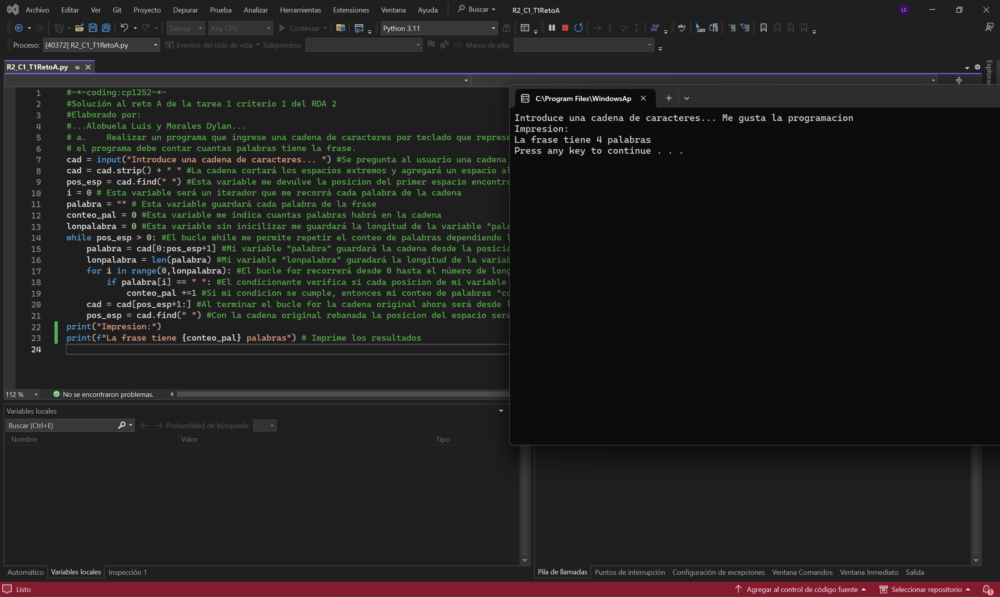 Archivo Editar Ver Git Proyecto Depurar Prueba Analizar Herramientas Extensiones Ventana Ayuda Buscar R2_C1_T1RetoA LC
Debug Any CPU Continuar Python 3.11
Proceso: [40372] R2_C1_T1RetoA.py Eventos del ciclo de vida Subproceso: Marco de pila:
R2_C1_T1RetoA.py
Explorac
1 #-*-coding:cp1252-*-
2 #Solución al reto A de la tarea 1 criterio 1 del RDA 2
3 #Elaborado por:
4 #...Alobuela Luis y Morales Dylan...
5 # a. Realizar un programa que ingrese una cadena de caracteres por teclado que represe
6 # el programa debe contar cuantas palabras tiene la frase.
7 cad = input("Introduce una cadena de caracteres... ") #Se pregunta al usuario una cadena
8 cad = cad.strip() + " " #La cadena cortará los espacios extremos y agregará un espacio al
9 pos_esp = cad.find(" ") #Esta variable me devulve la posicion del primer espacio encontra
10 i = 0 # Esta variable será un iterador que me recorrá cada palabra de la cadena
11 palabra = "" # Esta variable guardará cada palabra de la frase
12 conteo_pal = 0 #Esta variable me indica cuantas palabras habrá en la cadena
13 lonpalabra = 0 #Esta variable sin inicilizar me guardará la longitud de la variable "pala
14 while pos_esp > 0: #El bucle while me permite repetir el conteo de palabras dependiendo l
15 palabra = cad[0:pos_esp+1] #Mi variable "palabra" guardará la cadena desde la posicio
16 lonpalabra = len(palabra) #Mi variable "lonpalabra" guradará la longitud de la variab
17 for i in range(0,lonpalabra): #El bucle for recorrerá desde 0 hasta el número de long
18 if palabra[i] == " ": #El condicionante verifica si cada posicion de mi variable
19 conteo_pal +=1 #Si mi condicion se cumple, entonces mi conteo de palabras "co
20 cad = cad[pos_esp+1:] #Al terminar el bucle for la cadena original ahora será desde l
21 pos_esp = cad.find(" ") #Con la cadena original rebanada la posicion del espacio sera
22 print("Impresion:")
23 print(f"La frase tiene {conteo_pal} palabras") # Imprime los resultados
24
C:\Program Files\WindowsAp
Introduce una cadena de caracteres... Me gusta la programacion
Impresion:
La frase tiene 4 palabras
Press any key to continue . . .
112 % No se encontraron problemas.
Variables locales
Buscar (Ctrl+E) Profundidad de búsqueda:
Nombre Valor Tipo
Automático Variables locales Inspección 1
Pila de llamadas Puntos de interrupción Configuración de excepciones Ventana Comandos Ventana Inmediato Salida
Listo Agregar al control de código fuente Seleccionar repositorio 1